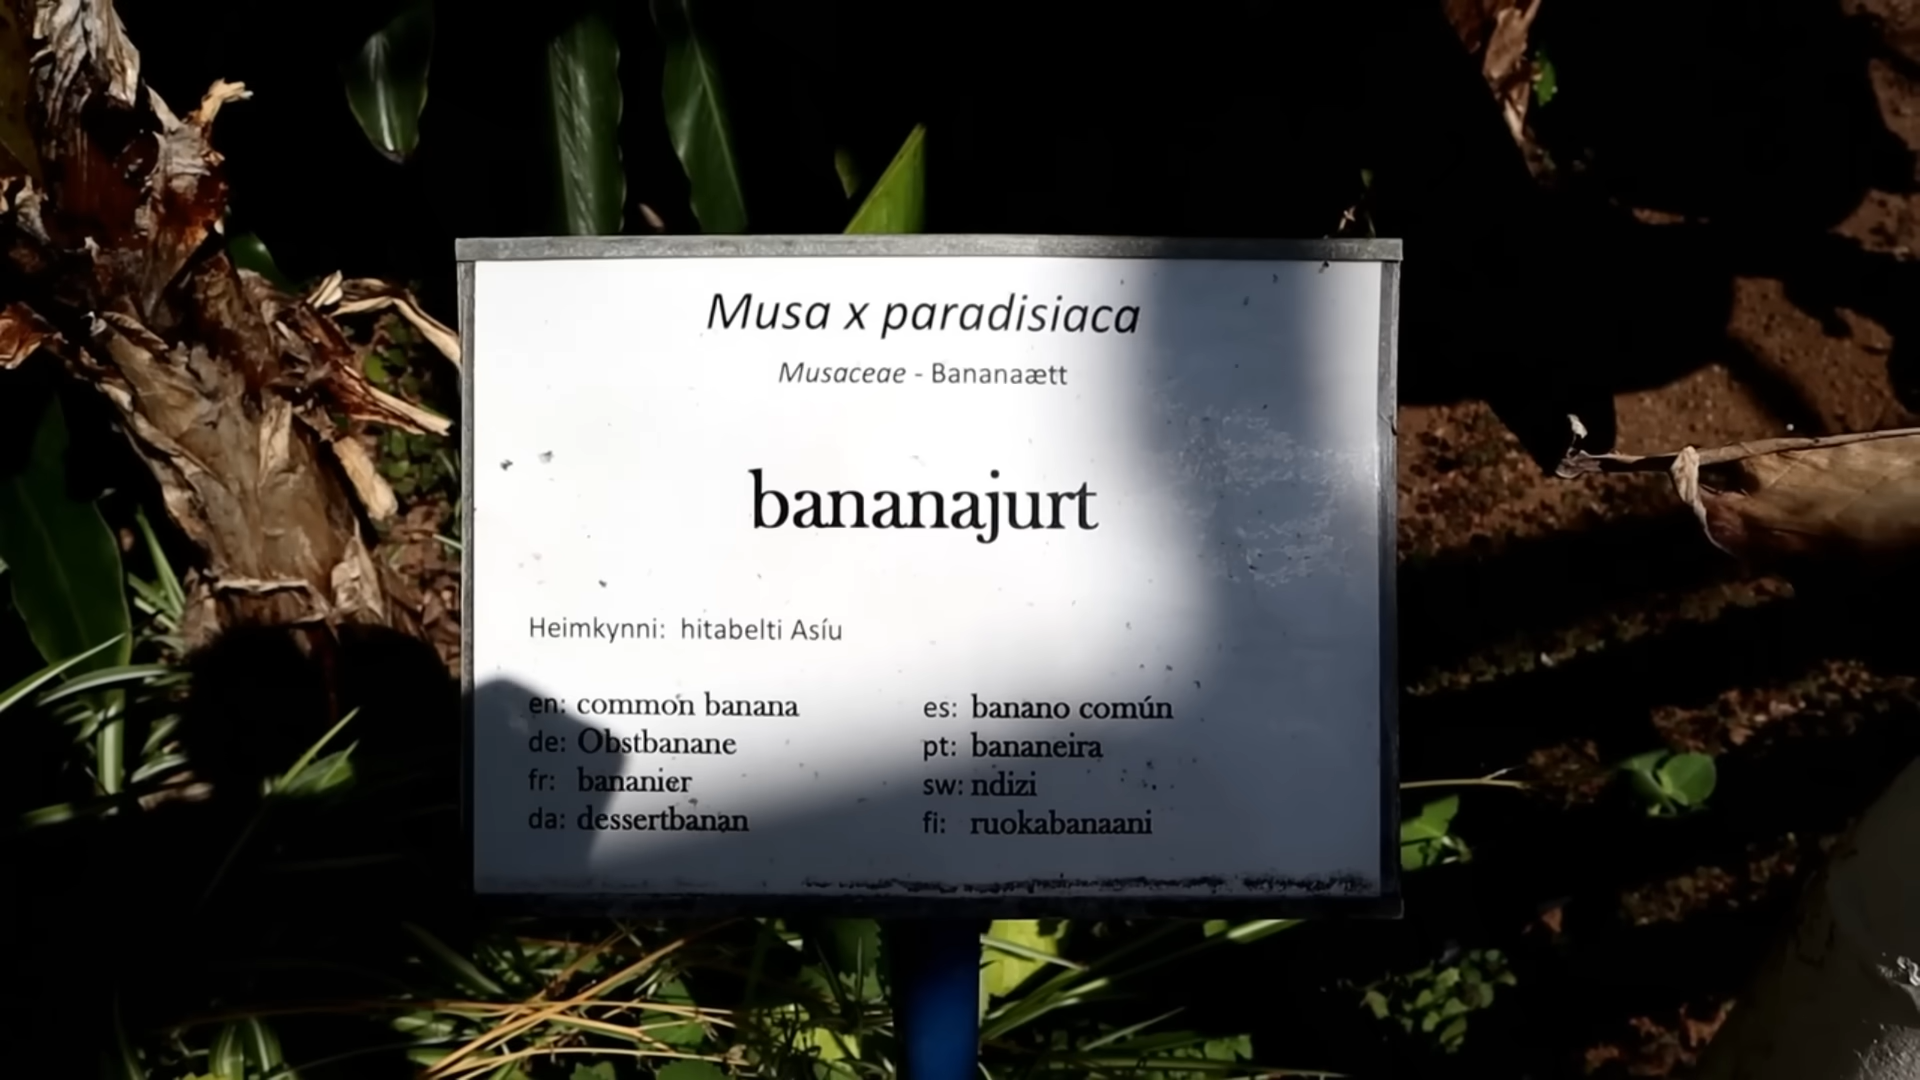 Musa x paradisiaca
Musaceae - Bananaætt
bananajurt
Heimkynni: hitabelti Asíu
en: common banana
de: Obstbanane
fr: bananier
da: dessertbanan
es: banano común
pt: bananeira
sw: ndizi
fi: ruokabanaani